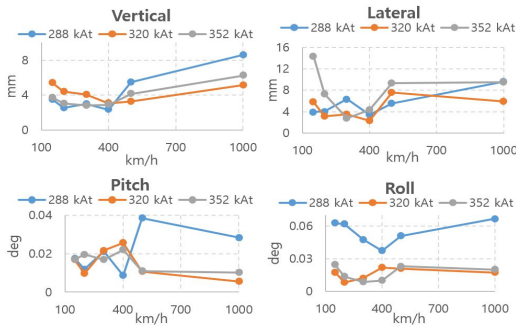 Vertical
288 kAt 320 kAt 352 kAt
8
4
0
mm
100 400 700 1000
km/h
Lateral
288 kAt 320 kAt 352 kAt
16
12
8
4
0
mm
100 400 700 1000
km/h
Pitch
288 kAt 320 kAt 352 kAt
0.04
0.02
0
deg
100 400 700 1000
km/h
Roll
288 kAt 320 kAt 352 kAt
0.06
0.03
0
deg
100 400 700 1000
km/h